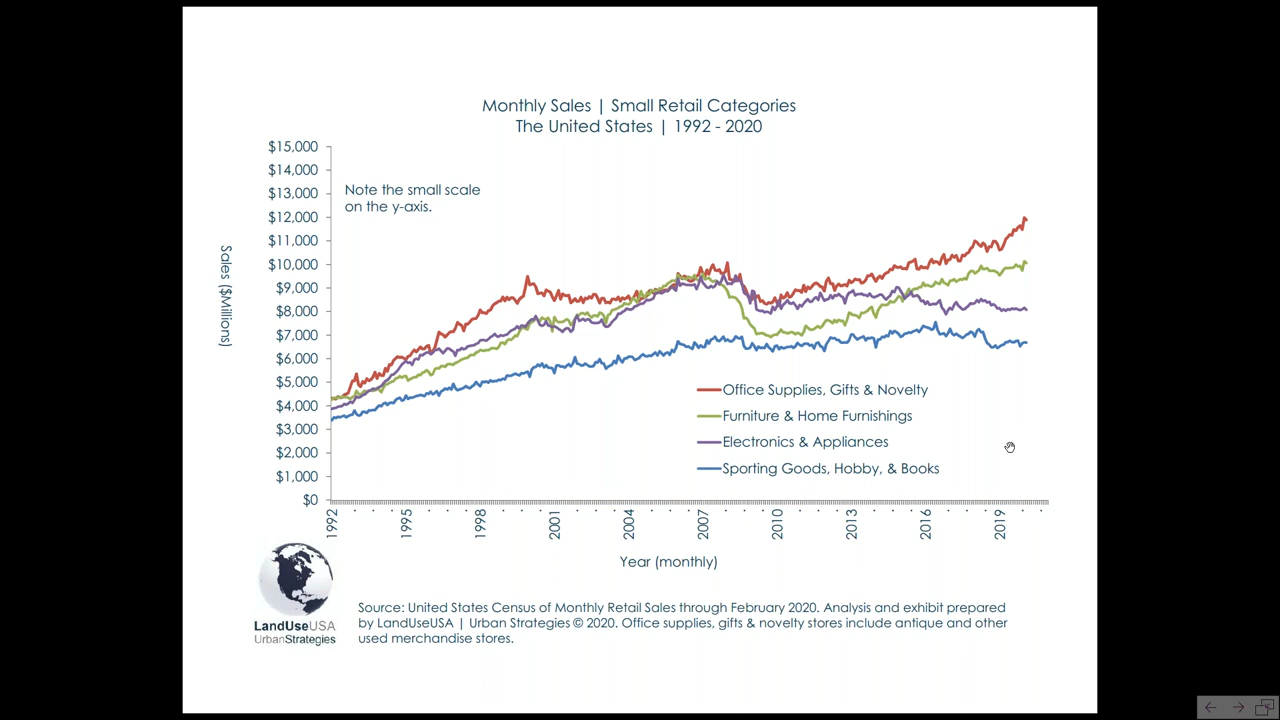 Monthly Sales | Small Retail Categories
The United States | 1992 - 2020
$15,000
$14,000
$13,000
$12,000
$11,000
$10,000
$9,000
$8,000
$7,000
$6,000
$5,000
$4,000
$3,000
$2,000
$1,000
$0
Note the small scale
on the y-axis.
Sales ($Millions)
Office Supplies, Gifts & Novelty
Furniture & Home Furnishings
Electronics & Appliances
Sporting Goods, Hobby, & Books
1992
1995
1998
2001
2004
2007
2010
2013
2016
2019
Year (monthly)
LandUseUSA
UrbanStrategies
Source: United States Census of Monthly Retail Sales through February 2020. Analysis and exhibit prepared
by LandUseUSA | Urban Strategies © 2020. Office supplies, gifts & novelty stores include antique and other
used merchandise stores.